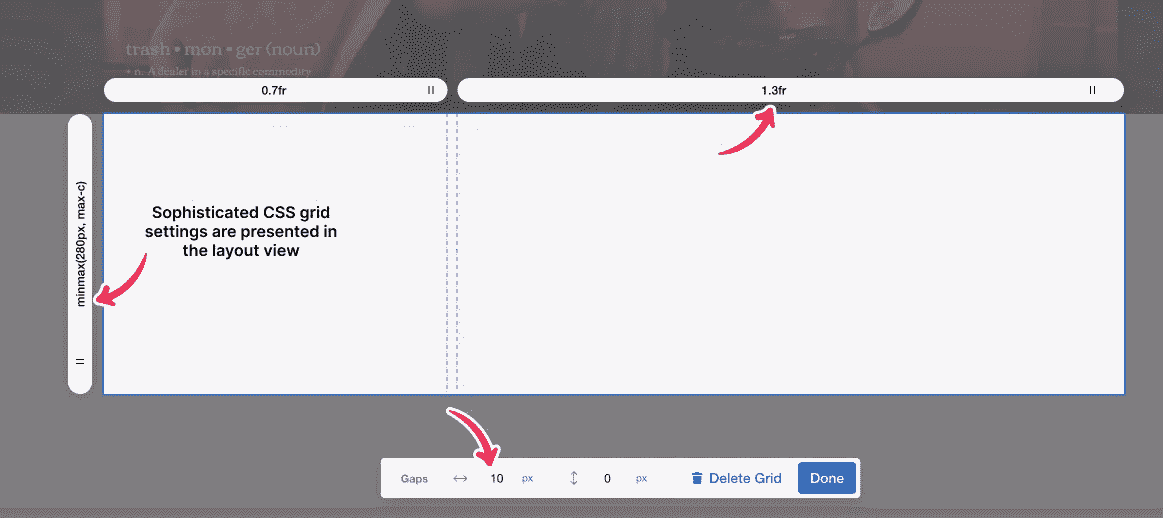 trash • mon • ger (noun)
• n. A dealer in a specific commodity
0.7fr
1.3fr
minmax(280px, max-c)
Sophisticated CSS grid
settings are presented in
the layout view
Gaps 10 px 0 px Delete Grid Done